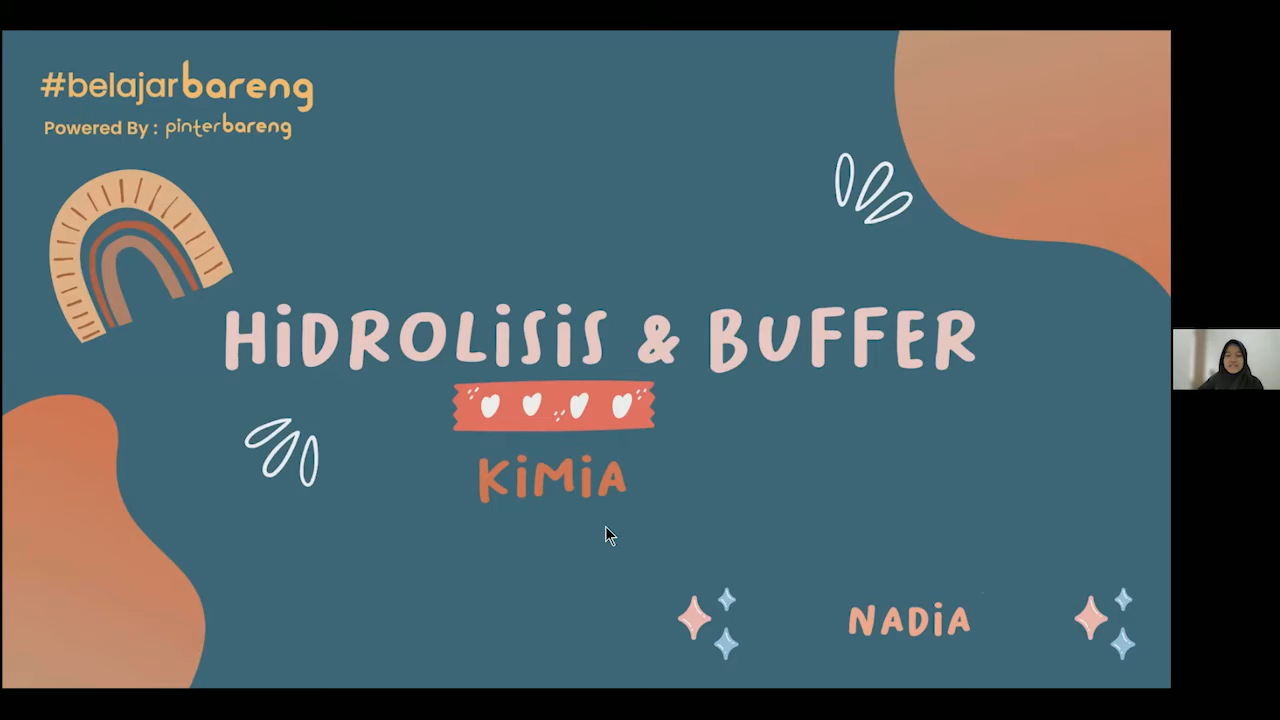 #belajarbareng
Powered By : pinterbareng
HiDROLiSiS & BUFFER
KiMiA
NADiA